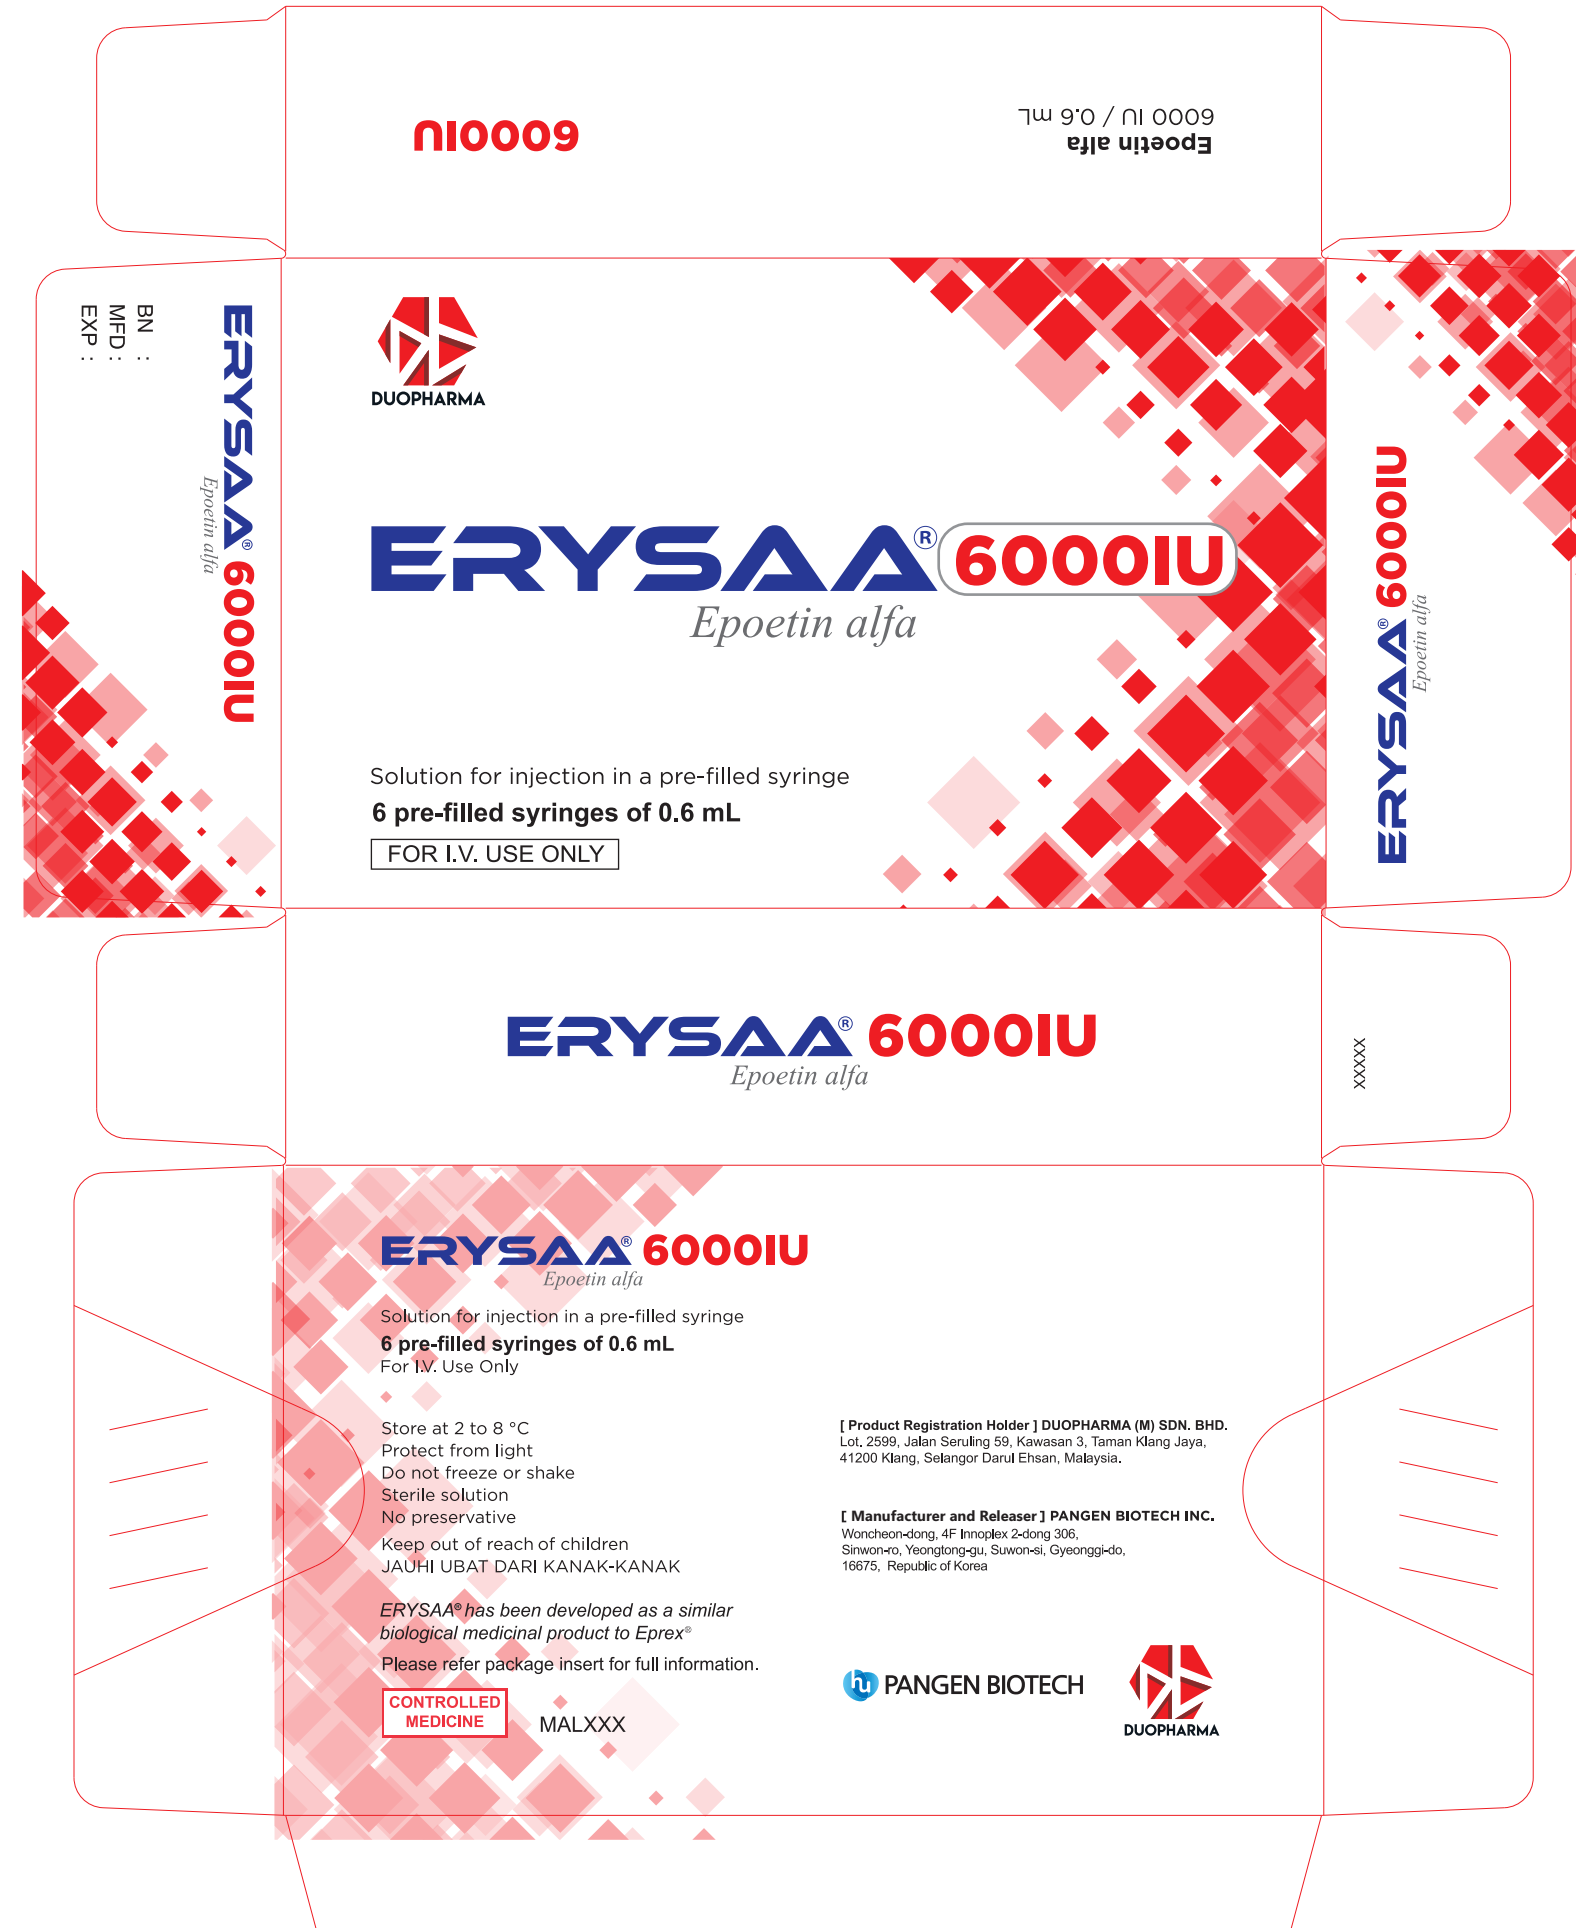 6000IU
Epoetin alfa
6000 IU / 0.6 mL
BN :
MFD :
EXP :
ERYSAA® 6000IU
Epoetin alfa
DUOPHARMA
ERYSAA® 6000IU
Epoetin alfa
Solution for injection in a pre-filled syringe
6 pre-filled syringes of 0.6 mL
FOR I.V. USE ONLY
ERYSAA® 6000IU
Epoetin alfa
ERYSAA® 6000IU
Epoetin alfa
XXXXX
ERYSAA® 6000IU
Epoetin alfa
Solution for injection in a pre-filled syringe
6 pre-filled syringes of 0.6 mL
For I.V. Use Only
Store at 2 to 8 °C
Protect from light
Do not freeze or shake
Sterile solution
No preservative
Keep out of reach of children
JAUHI UBAT DARI KANAK-KANAK
ERYSAA® has been developed as a similar
biological medicinal product to Eprex®
Please refer package insert for full information.
CONTROLLED
MEDICINE
MALXXX
[ Product Registration Holder ] DUOPHARMA (M) SDN. BHD.
Lot. 2599, Jalan Seruling 59, Kawasan 3, Taman Klang Jaya,
41200 Klang, Selangor Darul Ehsan, Malaysia.
[ Manufacturer and Releaser ] PANGEN BIOTECH INC.
Woncheon-dong, 4F Innoplex 2-dong 306,
Sinwon-ro, Yeongtong-gu, Suwon-si, Gyeonggi-do,
16675, Republic of Korea
hu PANGEN BIOTECH
DUOPHARMA